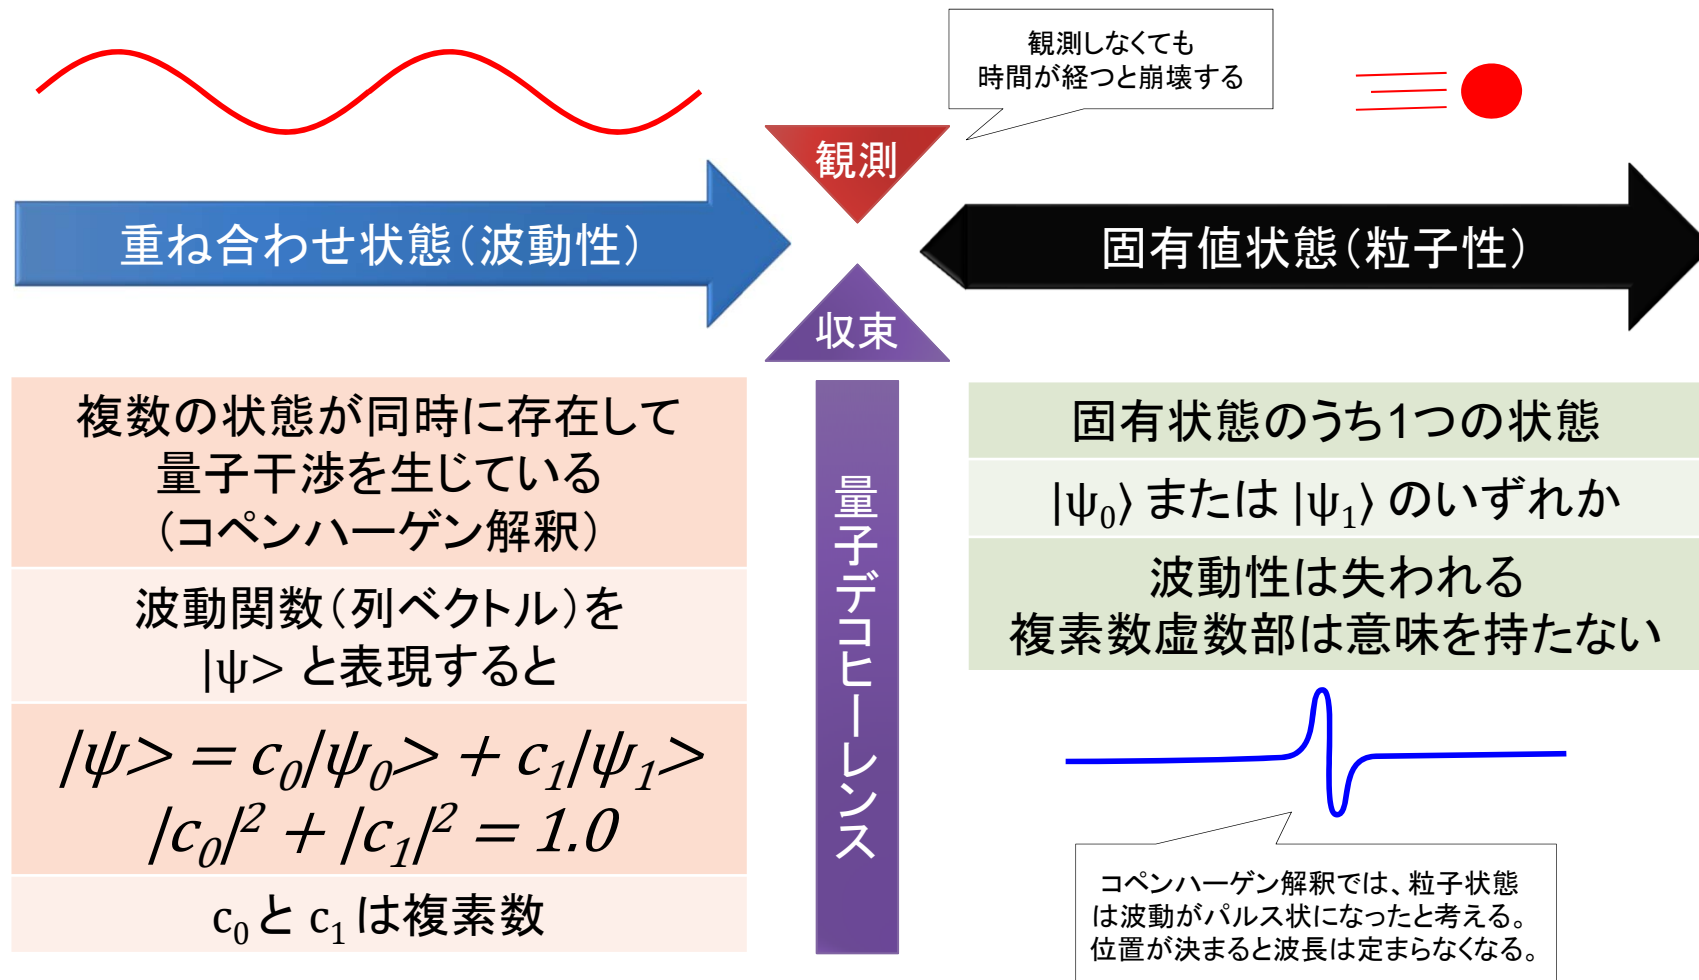 観測しなくても
時間が経つと崩壊する
観測
重ね合わせ状態（波動性）
固有値状態（粒子性）
収束
複数の状態が同時に存在して
量子干渉を生じている
（コペンハーゲン解釈）
波動関数（列ベクトル）を
|ψ> と表現すると
|ψ> = c₀|ψ₀> + c₁|ψ₁>
|c₀|² + |c₁|² = 1.0
c₀ と c₁ は複素数
量子デコヒーレンス
固有状態のうち1つの状態
|ψ₀⟩ または |ψ₁⟩ のいずれか
波動性は失われる
複素数虚数部は意味を持たない
コペンハーゲン解釈では、粒子状態
は波動がパルス状になったと考える。
位置が決まると波長は定まらなくなる。